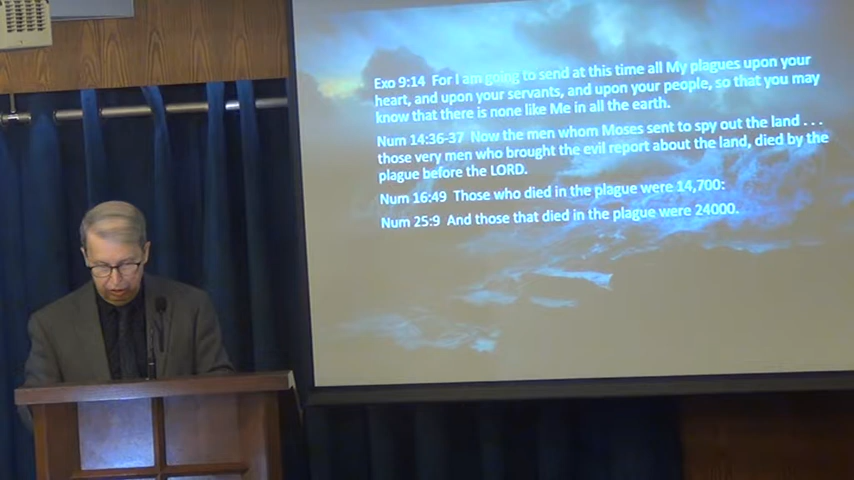 Exo 9:14 For I am going to send at this time all My plagues upon your
heart, and upon your servants, and upon your people, so that you may
know that there is none like Me in all the earth.
Num 14:36-37 Now the men whom Moses sent to spy out the land . . .
those very men who brought the evil report about the land, died by the
plague before the LORD.
Num 16:49 Those who died in the plague were 14,700:
Num 25:9 And those that died in the plague were 24000.